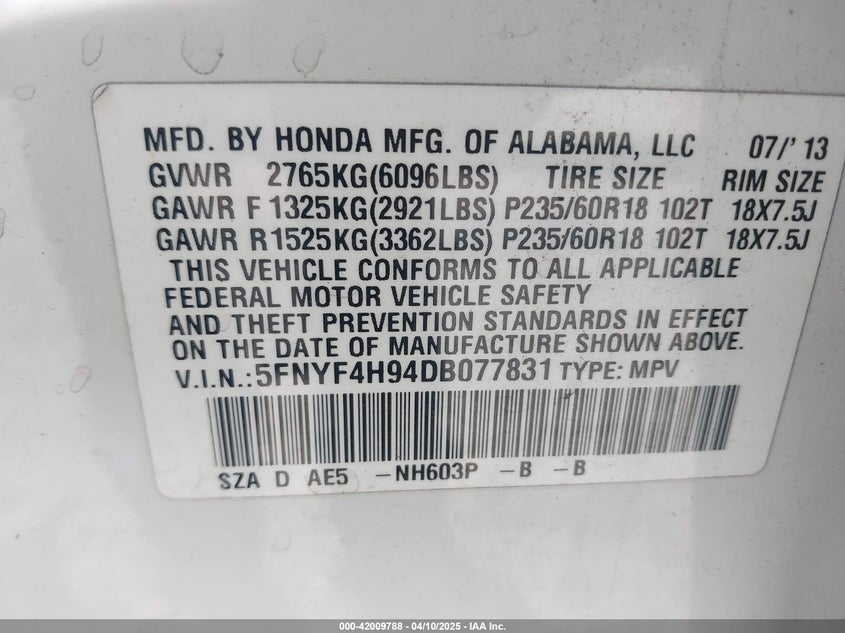 MFD. BY HONDA MFG. OF ALABAMA, LLC 07/'13
GVWR 2765KG(6096LBS) TIRE SIZE RIM SIZE
GAWR F 1325KG(2921LBS) P235/60R18 102T 18X7.5J
GAWR R1525KG(3362LBS) P235/60R18 102T 18X7.5J
THIS VEHICLE CONFORMS TO ALL APPLICABLE
FEDERAL MOTOR VEHICLE SAFETY
AND THEFT PREVENTION STANDARDS IN EFFECT
ON THE DATE OF MANUFACTURE SHOWN ABOVE.
V.I.N.:5FNYF4H94DB077831 TYPE: MPV
SZA D AE5 -NH603P -B -B
000-42009788 - 04/10/2025 - IAA Inc.